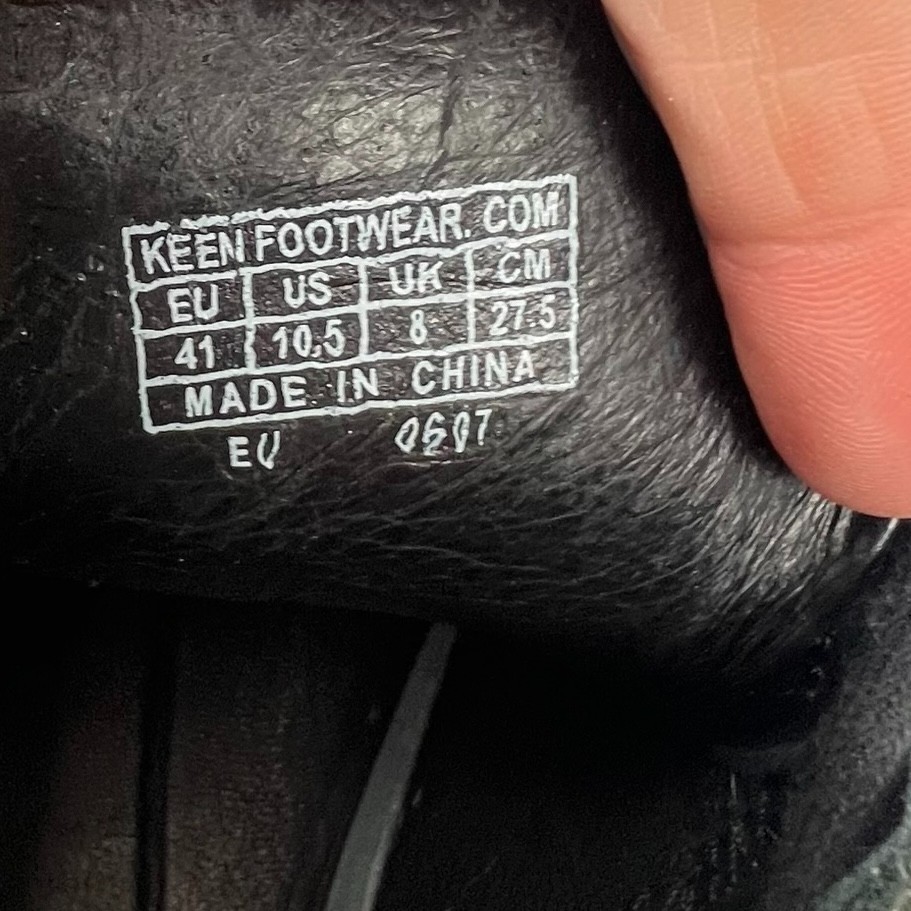 KEEN FOOTWEAR. COM
EU US UK CM
41 10.5 8 27.5
MADE IN CHINA
EU 0607